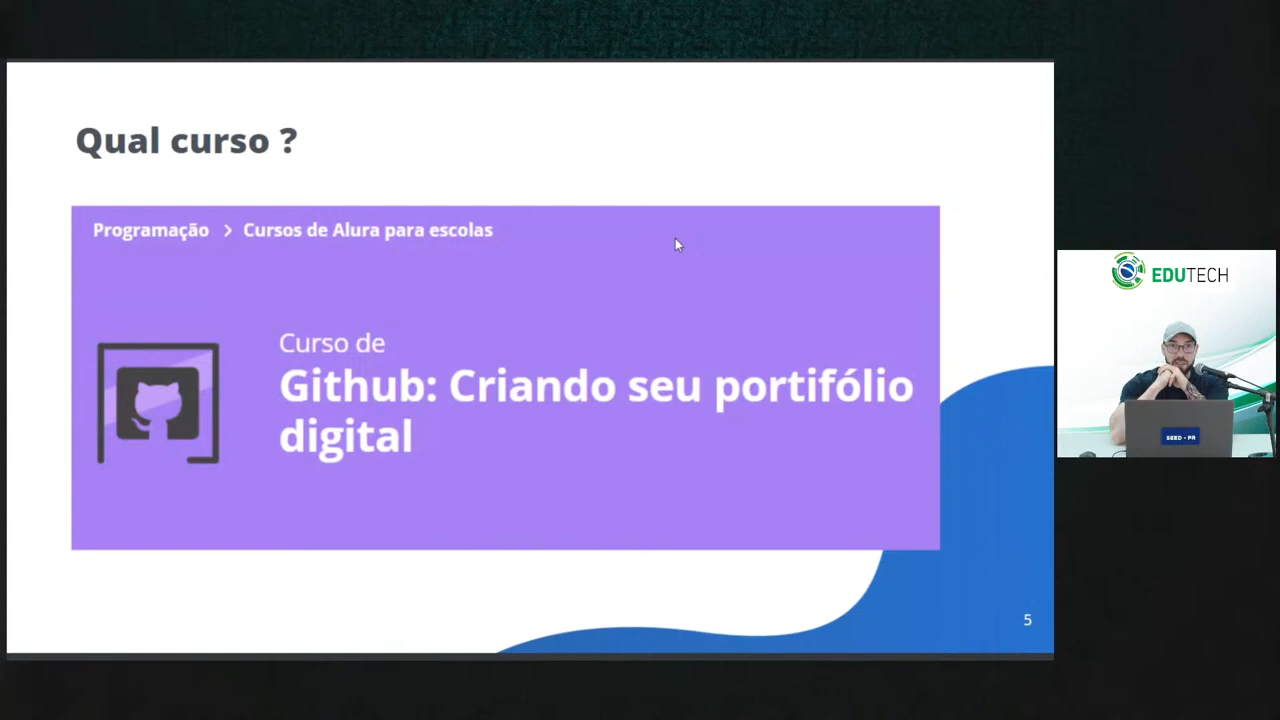 Qual curso ?
Programação > Cursos de Alura para escolas
Curso de
Github: Criando seu portifólio
digital
5
EDUTECH
SEED - PR